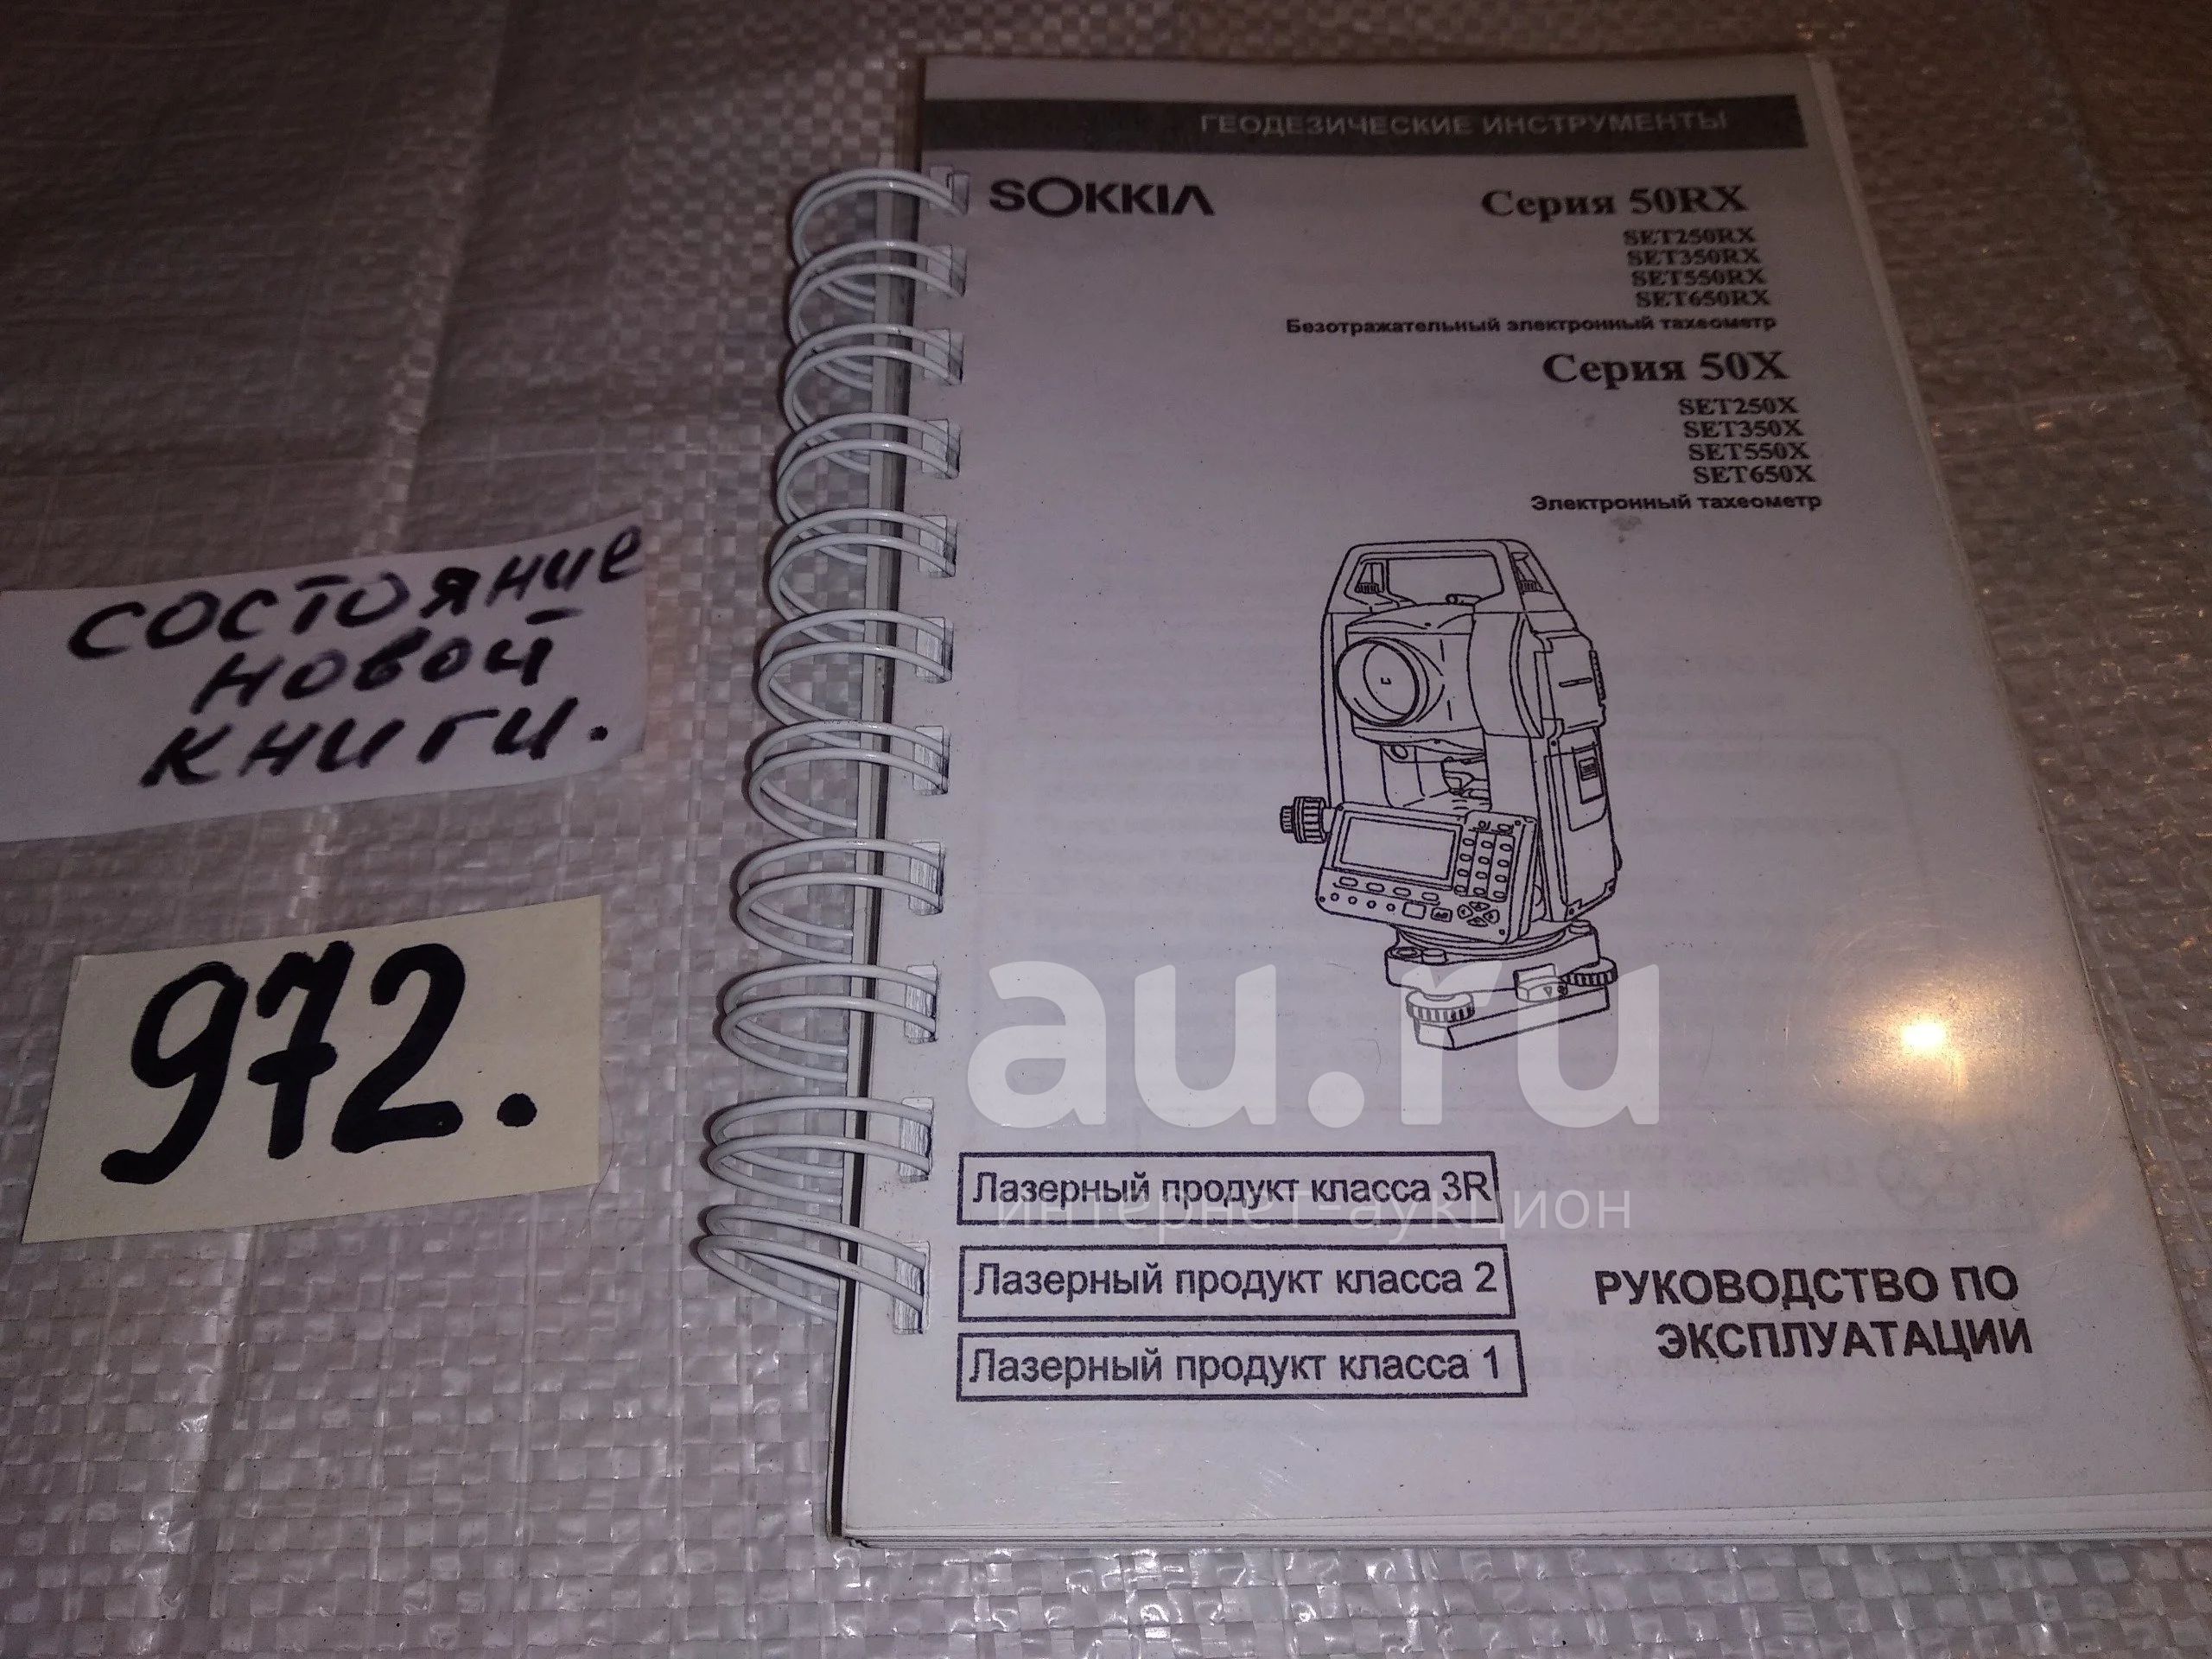 ГЕОДЕЗИЧЕСКИЕ ИНСТРУМЕНТЫ
SOKKIA
Серия 50RX
SET250RX
SET350RX
SET550RX
SET650RX
Безотражательный электронный тахеометр
Серия 50X
SET250X
SET350X
SET550X
SET650X
Электронный тахеометр
состояние
новой
книги.
972.
au.ru
интернет-аукцион
Лазерный продукт класса 3R
Лазерный продукт класса 2
Лазерный продукт класса 1
РУКОВОДСТВО ПО
ЭКСПЛУАТАЦИИ